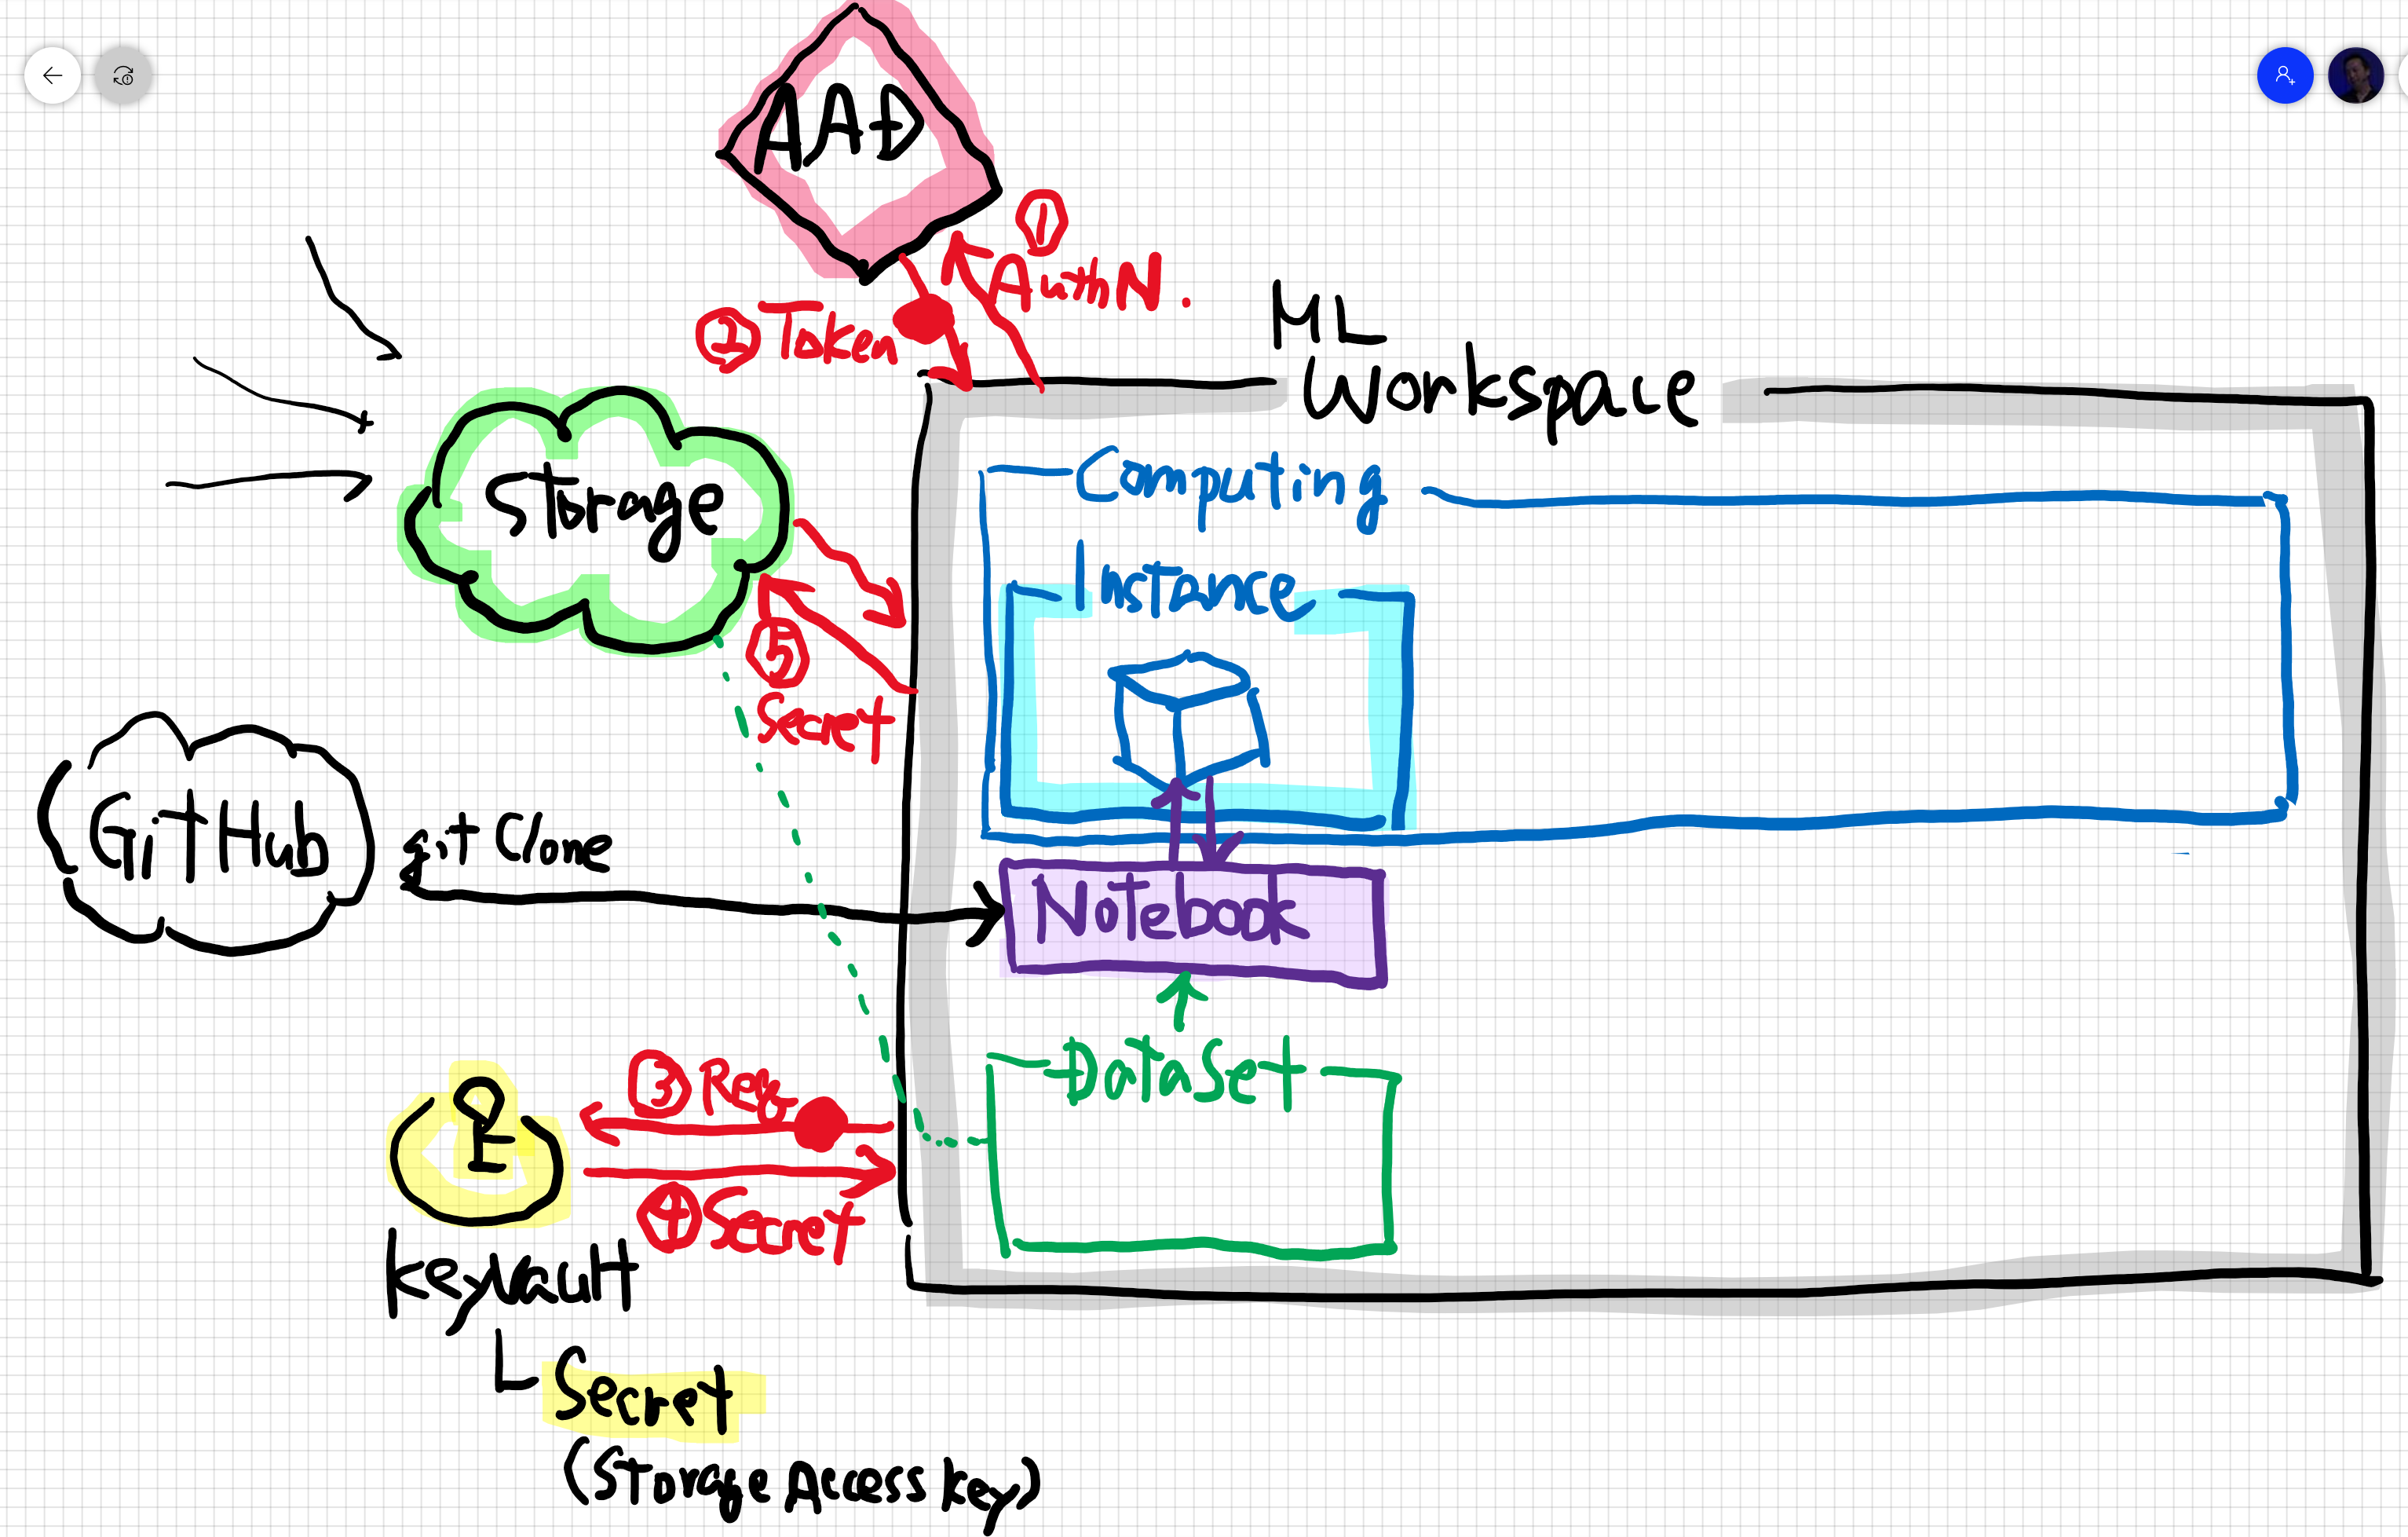 AAD
① AuthN.
② Token
ML
Workspace
Storage
Computing
Instance
⑤
Secret
GitHub
git Clone
Notebook
③ Req
DataSet
④ Secret
KeyVault
Secret
(Storage Access Key)